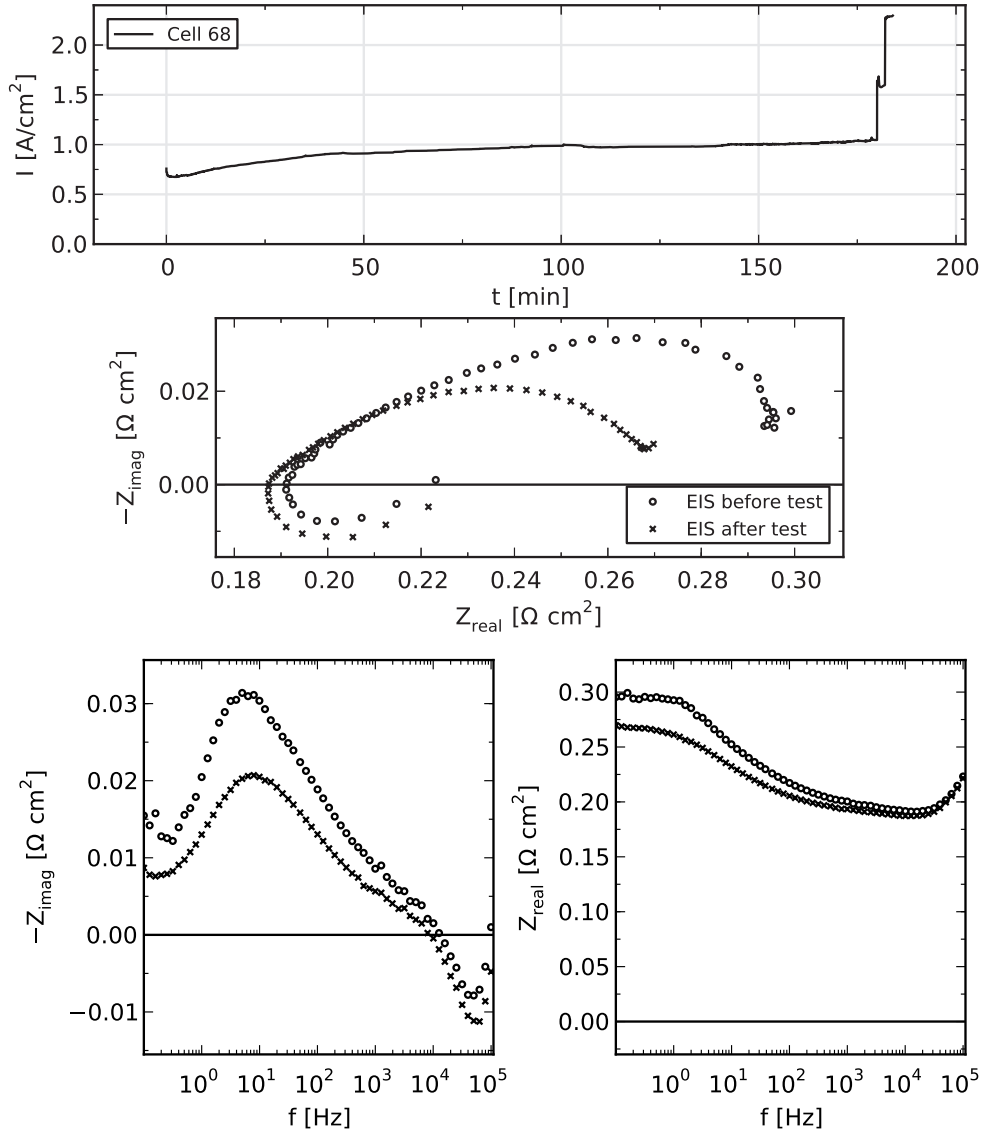 Cell 68
I [A/cm²]
2.0
1.5
1.0
0.5
0.0
0 50 100 150 200
t [min]
−Z_imag [Ω cm²]
0.02
0.00
EIS before test
EIS after test
0.18 0.20 0.22 0.24 0.26 0.28 0.30
Z_real [Ω cm²]
−Z_imag [Ω cm²]
0.03
0.02
0.01
0.00
−0.01
10⁰ 10¹ 10² 10³ 10⁴ 10⁵
f [Hz]
Z_real [Ω cm²]
0.30
0.25
0.20
0.15
0.10
0.05
0.00
10⁰ 10¹ 10² 10³ 10⁴ 10⁵
f [Hz]